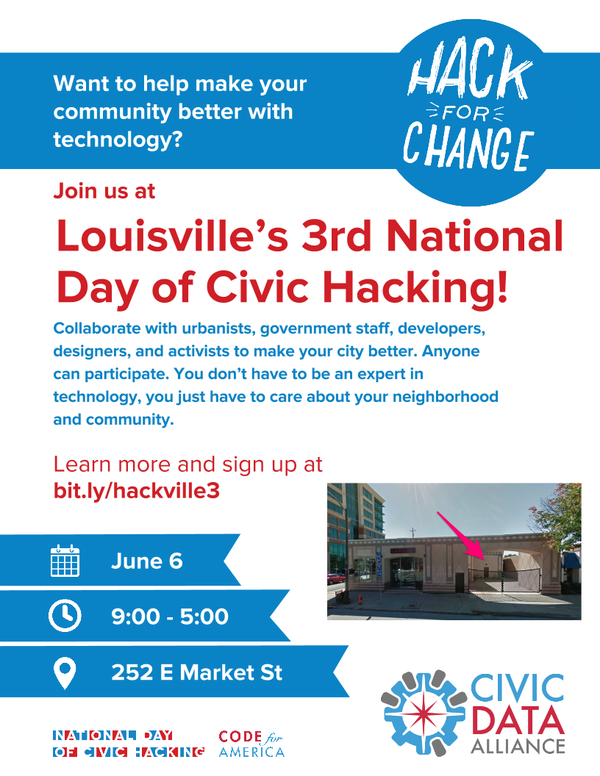 Want to help make your
community better with
technology?
HACK
FOR
CHANGE
Join us at
Louisville's 3rd National
Day of Civic Hacking!
Collaborate with urbanists, government staff, developers,
designers, and activists to make your city better. Anyone
can participate. You don't have to be an expert in
technology, you just have to care about your neighborhood
and community.
Learn more and sign up at
bit.ly/hackville3
June 6
9:00 - 5:00
252 E Market St
NATIONAL DAY
OF CIVIC HACKING
CODE for
AMERICA
CIVIC
DATA
ALLIANCE